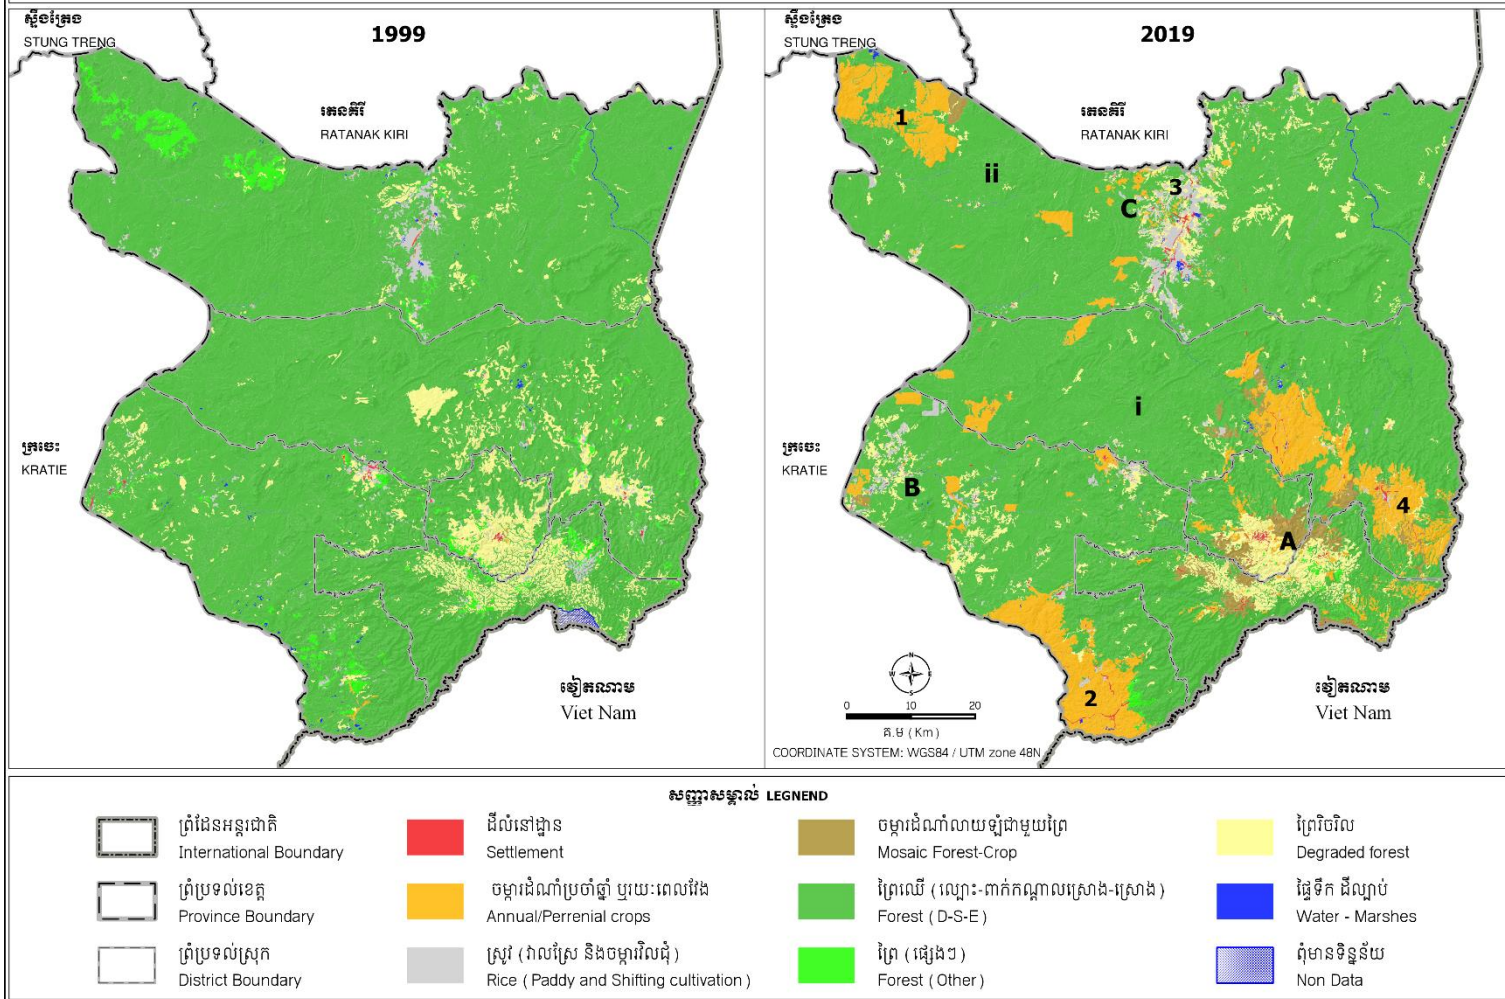 ស្ទឹងត្រែង
STUNG TRENG
1999
រតនគិរី
RATANAK KIRI
ក្រចេះ
KRATIE
វៀតណាម
Viet Nam
ស្ទឹងត្រែង
STUNG TRENG
2019
រតនគិរី
RATANAK KIRI
1
ii
3
C
i
ក្រចេះ
KRATIE
B
4
A
2
N
W E
S
0 10 20
គ.ម (Km)
វៀតណាម
Viet Nam
COORDINATE SYSTEM: WGS84 / UTM zone 48N
សញ្ញាសម្គាល់ LEGNEND
ព្រំដែនអន្តរជាតិ
International Boundary
ព្រំប្រទល់ខេត្ត
Province Boundary
ព្រំប្រទល់ស្រុក
District Boundary
ដីលំនៅដ្ឋាន
Settlement
ចម្ការដំណាំប្រចាំឆ្នាំ ឬរយៈពេលវែង
Annual/Perrenial crops
ស្រូវ (វាលស្រែ និងចម្ការវិលជុំ)
Rice (Paddy and Shifting cultivation)
ចម្ការដំណាំលាយឡំជាមួយព្រៃ
Mosaic Forest-Crop
ព្រៃឈើ (ល្បោះ-ពាក់កណ្តាលស្រោង-ស្រោង)
Forest (D-S-E)
ព្រៃ (ផ្សេងៗ)
Forest (Other)
ព្រៃរិចរិល
Degraded forest
ផ្ទៃទឹក ដីល្បាប់
Water - Marshes
ពុំមានទិន្នន័យ
Non Data